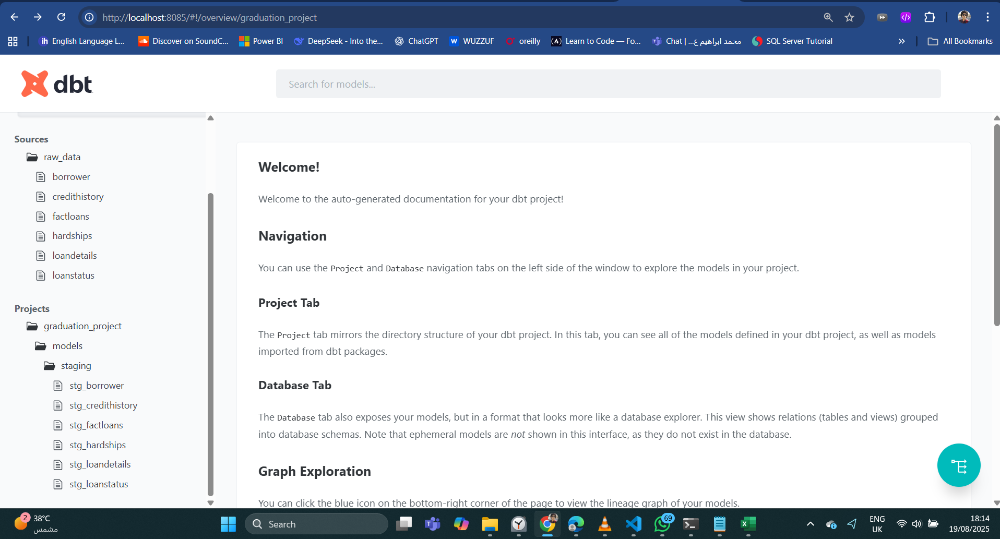 http://localhost:8085/#!/overview/graduation_project
English Language L...
Discover on SoundC...
Power BI
DeepSeek - Into the...
ChatGPT
WUZZUF
oreilly
Learn to Code — Fo...
Chat | ...محمد ابراهيم ع
SQL Server Tutorial
»
All Bookmarks
dbt
Search for models...
Sources
raw_data
borrower
credithistory
factloans
hardships
loandetails
loanstatus
Projects
graduation_project
models
staging
stg_borrower
stg_credithistory
stg_factloans
stg_hardships
stg_loandetails
stg_loanstatus
Welcome!
Welcome to the auto-generated documentation for your dbt project!
Navigation
You can use the Project and Database navigation tabs on the left side of the window to explore the models in your project.
Project Tab
The Project tab mirrors the directory structure of your dbt project. In this tab, you can see all of the models defined in your dbt project, as well as models
imported from dbt packages.
Database Tab
The Database tab also exposes your models, but in a format that looks more like a database explorer. This view shows relations (tables and views) grouped
into database schemas. Note that ephemeral models are not shown in this interface, as they do not exist in the database.
Graph Exploration
You can click the blue icon on the bottom-right corner of the page to view the lineage graph of your models.
2
38°C
مشمس
Search
69
ENG
UK
18:14
19/08/2025